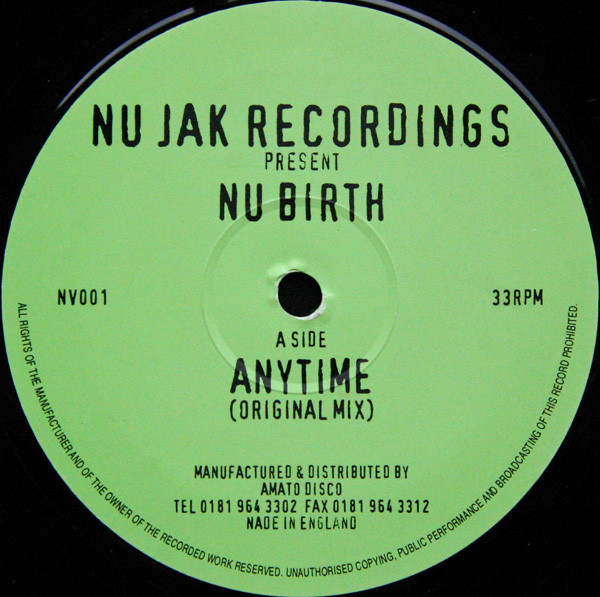 NU JAK RECORDINGS
PRESENT
NU BIRTH
NV001
33RPM
A SIDE
ANYTIME
(ORIGINAL MIX)
MANUFACTURED & DISTRIBUTED BY
AMATO DISCO
TEL 0181 964 3302 FAX 0181 964 3312
NADE IN ENGLAND
ALL RIGHTS OF THE MANUFACTURER AND OF THE OWNER OF THE RECORDED WORK RESERVED. UNAUTHORISED COPYING, PUBLIC PERFORMANCE AND BROADCASTING OF THIS RECORD PROHIBITED.